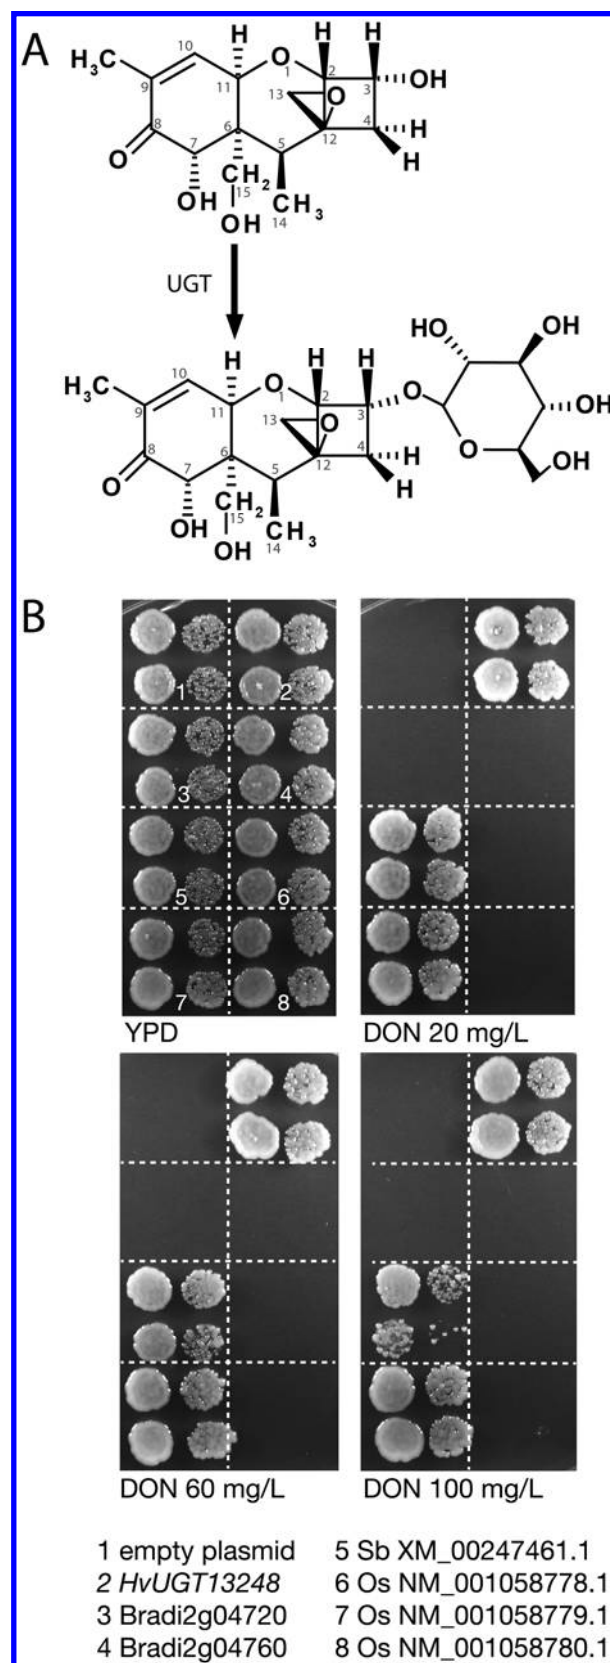 A
H₃C
10
H
O
H
H
9
11
1
2
3
OH
13
O
8
6
5
12
4
H
O
7
CH₂
H
OH
15
CH₃
OH
14
UGT
HO
OH
H
H
H
H₃C
10
O
O
OH
9
11
1
2
3
13
O
O
8
6
5
12
4
H
OH
O
7
CH₂
H
OH
15
CH₃
OH
14
B
1
2
3
4
5
6
7
8
YPD
DON 20 mg/L
DON 60 mg/L
DON 100 mg/L
1 empty plasmid
2 HvUGT13248
3 Bradi2g04720
4 Bradi2g04760
5 Sb XM_00247461.1
6 Os NM_001058778.1
7 Os NM_001058779.1
8 Os NM_001058780.1